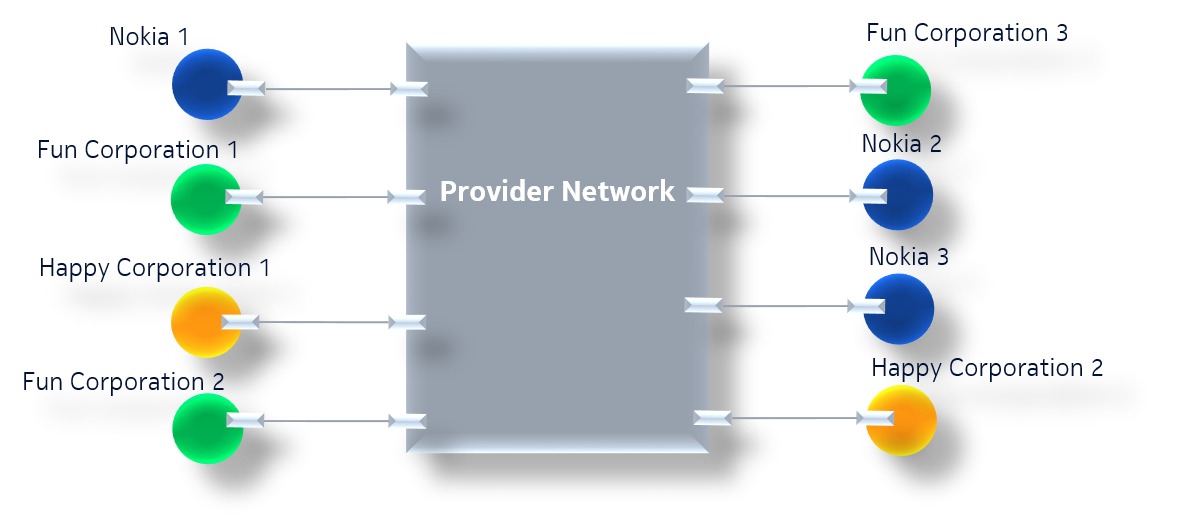 Nokia 1
Fun Corporation 1
Happy Corporation 1
Fun Corporation 2
Provider Network
Fun Corporation 3
Nokia 2
Nokia 3
Happy Corporation 2